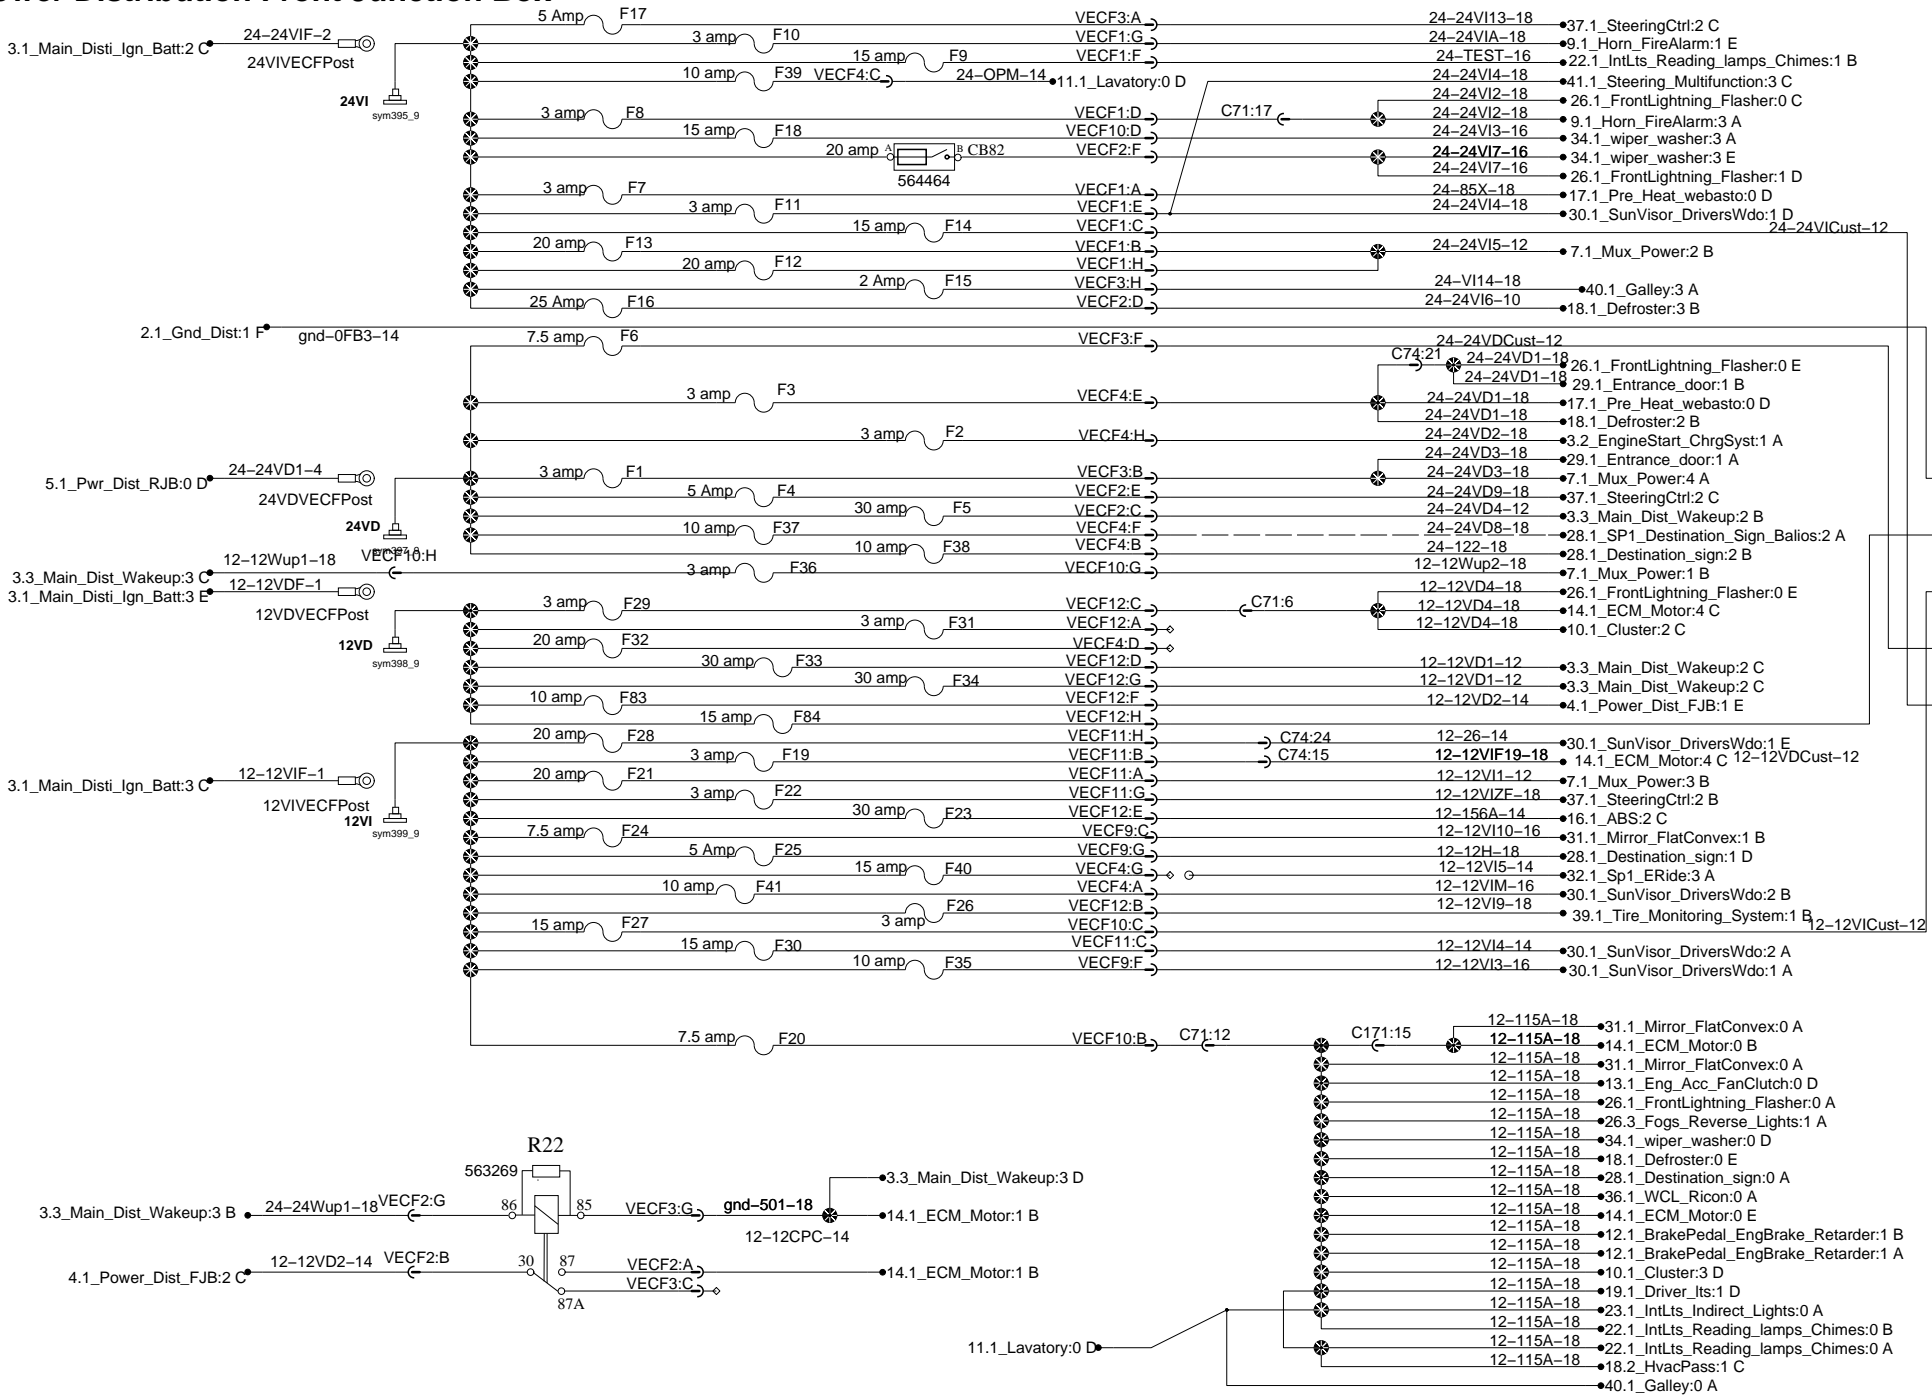 5 Amp F17 VECF3:A 24-24VI13-18 37.1_SteeringCtrl:2 C
3.1_Main_Disti_Ign_Batt:2 C 24-24VIF-2 3 amp F10 VECF1:G 24-24VIA-18 9.1_Horn_FireAlarm:1 E
24VIVECFPost 15 amp F9 VECF1:F 24-TEST-16 22.1_IntLts_Reading_lamps_Chimes:1 B
10 amp F39 VECF4:C 24-OPM-14 11.1_Lavatory:0 D 24-24VI4-18 41.1_Steering_Multifunction:3 C
24VI
sym395_9
24-24VI2-18 26.1_FrontLightning_Flasher:0 C
3 amp F8 VECF1:D C71:17 24-24VI2-18 9.1_Horn_FireAlarm:3 A
15 amp F18 VECF10:D 24-24VI3-16 34.1_wiper_washer:3 A
20 amp A B CB82 VECF2:F 24-24VI7-16 34.1_wiper_washer:3 E
564464 24-24VI7-16 26.1_FrontLightning_Flasher:1 D
3 amp F7 VECF1:A 24-85X-18 17.1_Pre_Heat_webasto:0 D
3 amp F11 VECF1:E 24-24VI4-18 30.1_SunVisor_DriversWdo:1 D
15 amp F14 VECF1:C 24-24VICust-12
20 amp F13 VECF1:B 24-24VI5-12 7.1_Mux_Power:2 B
20 amp F12 VECF1:H
2 Amp F15 VECF3:H 24-VI14-18 40.1_Galley:3 A
25 Amp F16 VECF2:D 24-24VI6-10 18.1_Defroster:3 B
2.1_Gnd_Dist:1 F gnd-0FB3-14
7.5 amp F6 VECF3:F 24-24VDCust-12
C74:21 24-24VD1-18 26.1_FrontLightning_Flasher:0 E
24-24VD1-18 29.1_Entrance_door:1 B
3 amp F3 VECF4:E 24-24VD1-18 17.1_Pre_Heat_webasto:0 D
24-24VD1-18 18.1_Defroster:2 B
3 amp F2 VECF4:H 24-24VD2-18 3.2_EngineStart_ChrgSyst:1 A
24-24VD3-18 29.1_Entrance_door:1 A
5.1_Pwr_Dist_RJB:0 D 24-24VD1-4 3 amp F1 VECF3:B 24-24VD3-18 7.1_Mux_Power:4 A
24VDVECFPost 5 Amp F4 VECF2:E 24-24VD9-18 37.1_SteeringCtrl:2 C
30 amp F5 VECF2:C 24-24VD4-12 3.3_Main_Dist_Wakeup:2 B
24VD 10 amp F37 VECF4:F 24-24VD8-18 28.1_SP1_Destination_Sign_Balios:2 A
10 amp F38 VECF4:B 24-122-18 28.1_Destination_sign:2 B
3.3_Main_Dist_Wakeup:3 C 12-12Wup1-18 VECF10:H 3 amp F36 VECF10:G 12-12Wup2-18 7.1_Mux_Power:1 B
3.1_Main_Disti_Ign_Batt:3 E 12-12VDF-1 12-12VD4-18 26.1_FrontLightning_Flasher:0 E
12VDVECFPost 3 amp F29 VECF12:C C71:6 12-12VD4-18 14.1_ECM_Motor:4 C
3 amp F31 VECF12:A 12-12VD4-18 10.1_Cluster:2 C
12VD 20 amp F32 VECF4:D
sym398_9
30 amp F33 VECF12:D 12-12VD1-12 3.3_Main_Dist_Wakeup:2 C
30 amp F34 VECF12:G 12-12VD1-12 3.3_Main_Dist_Wakeup:2 C
10 amp F83 VECF12:F 12-12VD2-14 4.1_Power_Dist_FJB:1 E
15 amp F84 VECF12:H
20 amp F28 VECF11:H C74:24 12-26-14 30.1_SunVisor_DriversWdo:1 E
3 amp F19 VECF11:B C74:15 12-12VIF19-18 14.1_ECM_Motor:4 C 12-12VDCust-12
3.1_Main_Disti_Ign_Batt:3 C 12-12VIF-1 20 amp F21 VECF11:A 12-12VI1-12 7.1_Mux_Power:3 B
12VIVECFPost 3 amp F22 VECF11:G 12-12VIZF-18 37.1_SteeringCtrl:2 B
12VI 30 amp F23 VECF12:E 12-156A-14 16.1_ABS:2 C
sym399_9
7.5 amp F24 VECF9:C 12-12VI10-16 31.1_Mirror_FlatConvex:1 B
5 Amp F25 VECF9:G 12-12H-18 28.1_Destination_sign:1 D
15 amp F40 VECF4:G 12-12VI5-14 32.1_Sp1_ERide:3 A
10 amp F41 VECF4:A 12-12VIM-16 30.1_SunVisor_DriversWdo:2 B
3 amp F26 VECF12:B 12-12VI9-18 39.1_Tire_Monitoring_System:1 B
15 amp F27 VECF10:C 12-12VICust-12
15 amp F30 VECF11:C 12-12VI4-14 30.1_SunVisor_DriversWdo:2 A
10 amp F35 VECF9:F 12-12VI3-16 30.1_SunVisor_DriversWdo:1 A
12-115A-18 31.1_Mirror_FlatConvex:0 A
7.5 amp F20 VECF10:B C71:12 C171:15 12-115A-18 14.1_ECM_Motor:0 B
12-115A-18 31.1_Mirror_FlatConvex:0 A
12-115A-18 13.1_Eng_Acc_FanClutch:0 D
12-115A-18 26.1_FrontLightning_Flasher:0 A
12-115A-18 26.3_Fogs_Reverse_Lights:1 A
12-115A-18 34.1_wiper_washer:0 D
12-115A-18 18.1_Defroster:0 E
12-115A-18 28.1_Destination_sign:0 A
12-115A-18 36.1_WCL_Ricon:0 A
12-115A-18 14.1_ECM_Motor:0 E
12-115A-18 12.1_BrakePedal_EngBrake_Retarder:1 B
12-115A-18 12.1_BrakePedal_EngBrake_Retarder:1 A
12-115A-18 10.1_Cluster:3 D
12-115A-18 19.1_Driver_lts:1 D
12-115A-18 23.1_IntLts_Indirect_Lights:0 A
12-115A-18 22.1_IntLts_Reading_lamps_Chimes:0 B
11.1_Lavatory:0 D 12-115A-18 22.1_IntLts_Reading_lamps_Chimes:0 A
12-115A-18 18.2_HvacPass:1 C
40.1_Galley:0 A
R22
563269
3.3_Main_Dist_Wakeup:3 D
3.3_Main_Dist_Wakeup:3 B 24-24Wup1-18 VECF2:G 86 85 VECF3:G gnd-501-18 14.1_ECM_Motor:1 B
12-12CPC-14
4.1_Power_Dist_FJB:2 C 12-12VD2-14 VECF2:B 30 87 VECF2:A 14.1_ECM_Motor:1 B
87A VECF3:C